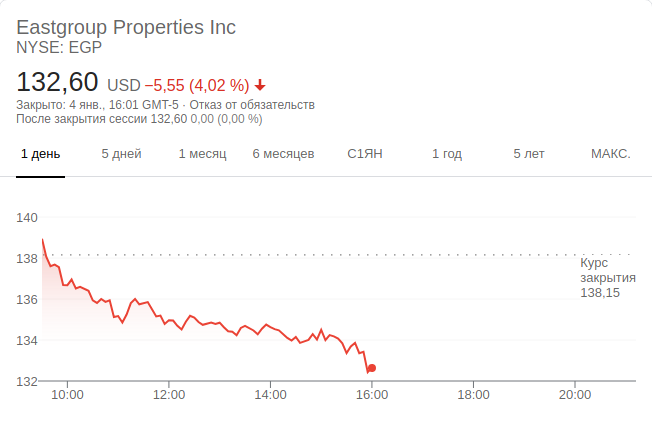 Eastgroup Properties Inc
NYSE: EGP
132,60 USD −5,55 (4,02 %)
Закрыто: 4 янв., 16:01 GMT-5 · Отказ от обязательств
После закрытия сессии 132,60 0,00 (0,00 %)
1 день 5 дней 1 месяц 6 месяцев С1ЯН 1 год 5 лет МАКС.
140
138
136
134
132
Курс
закрытия
138,15
10:00 12:00 14:00 16:00 18:00 20:00